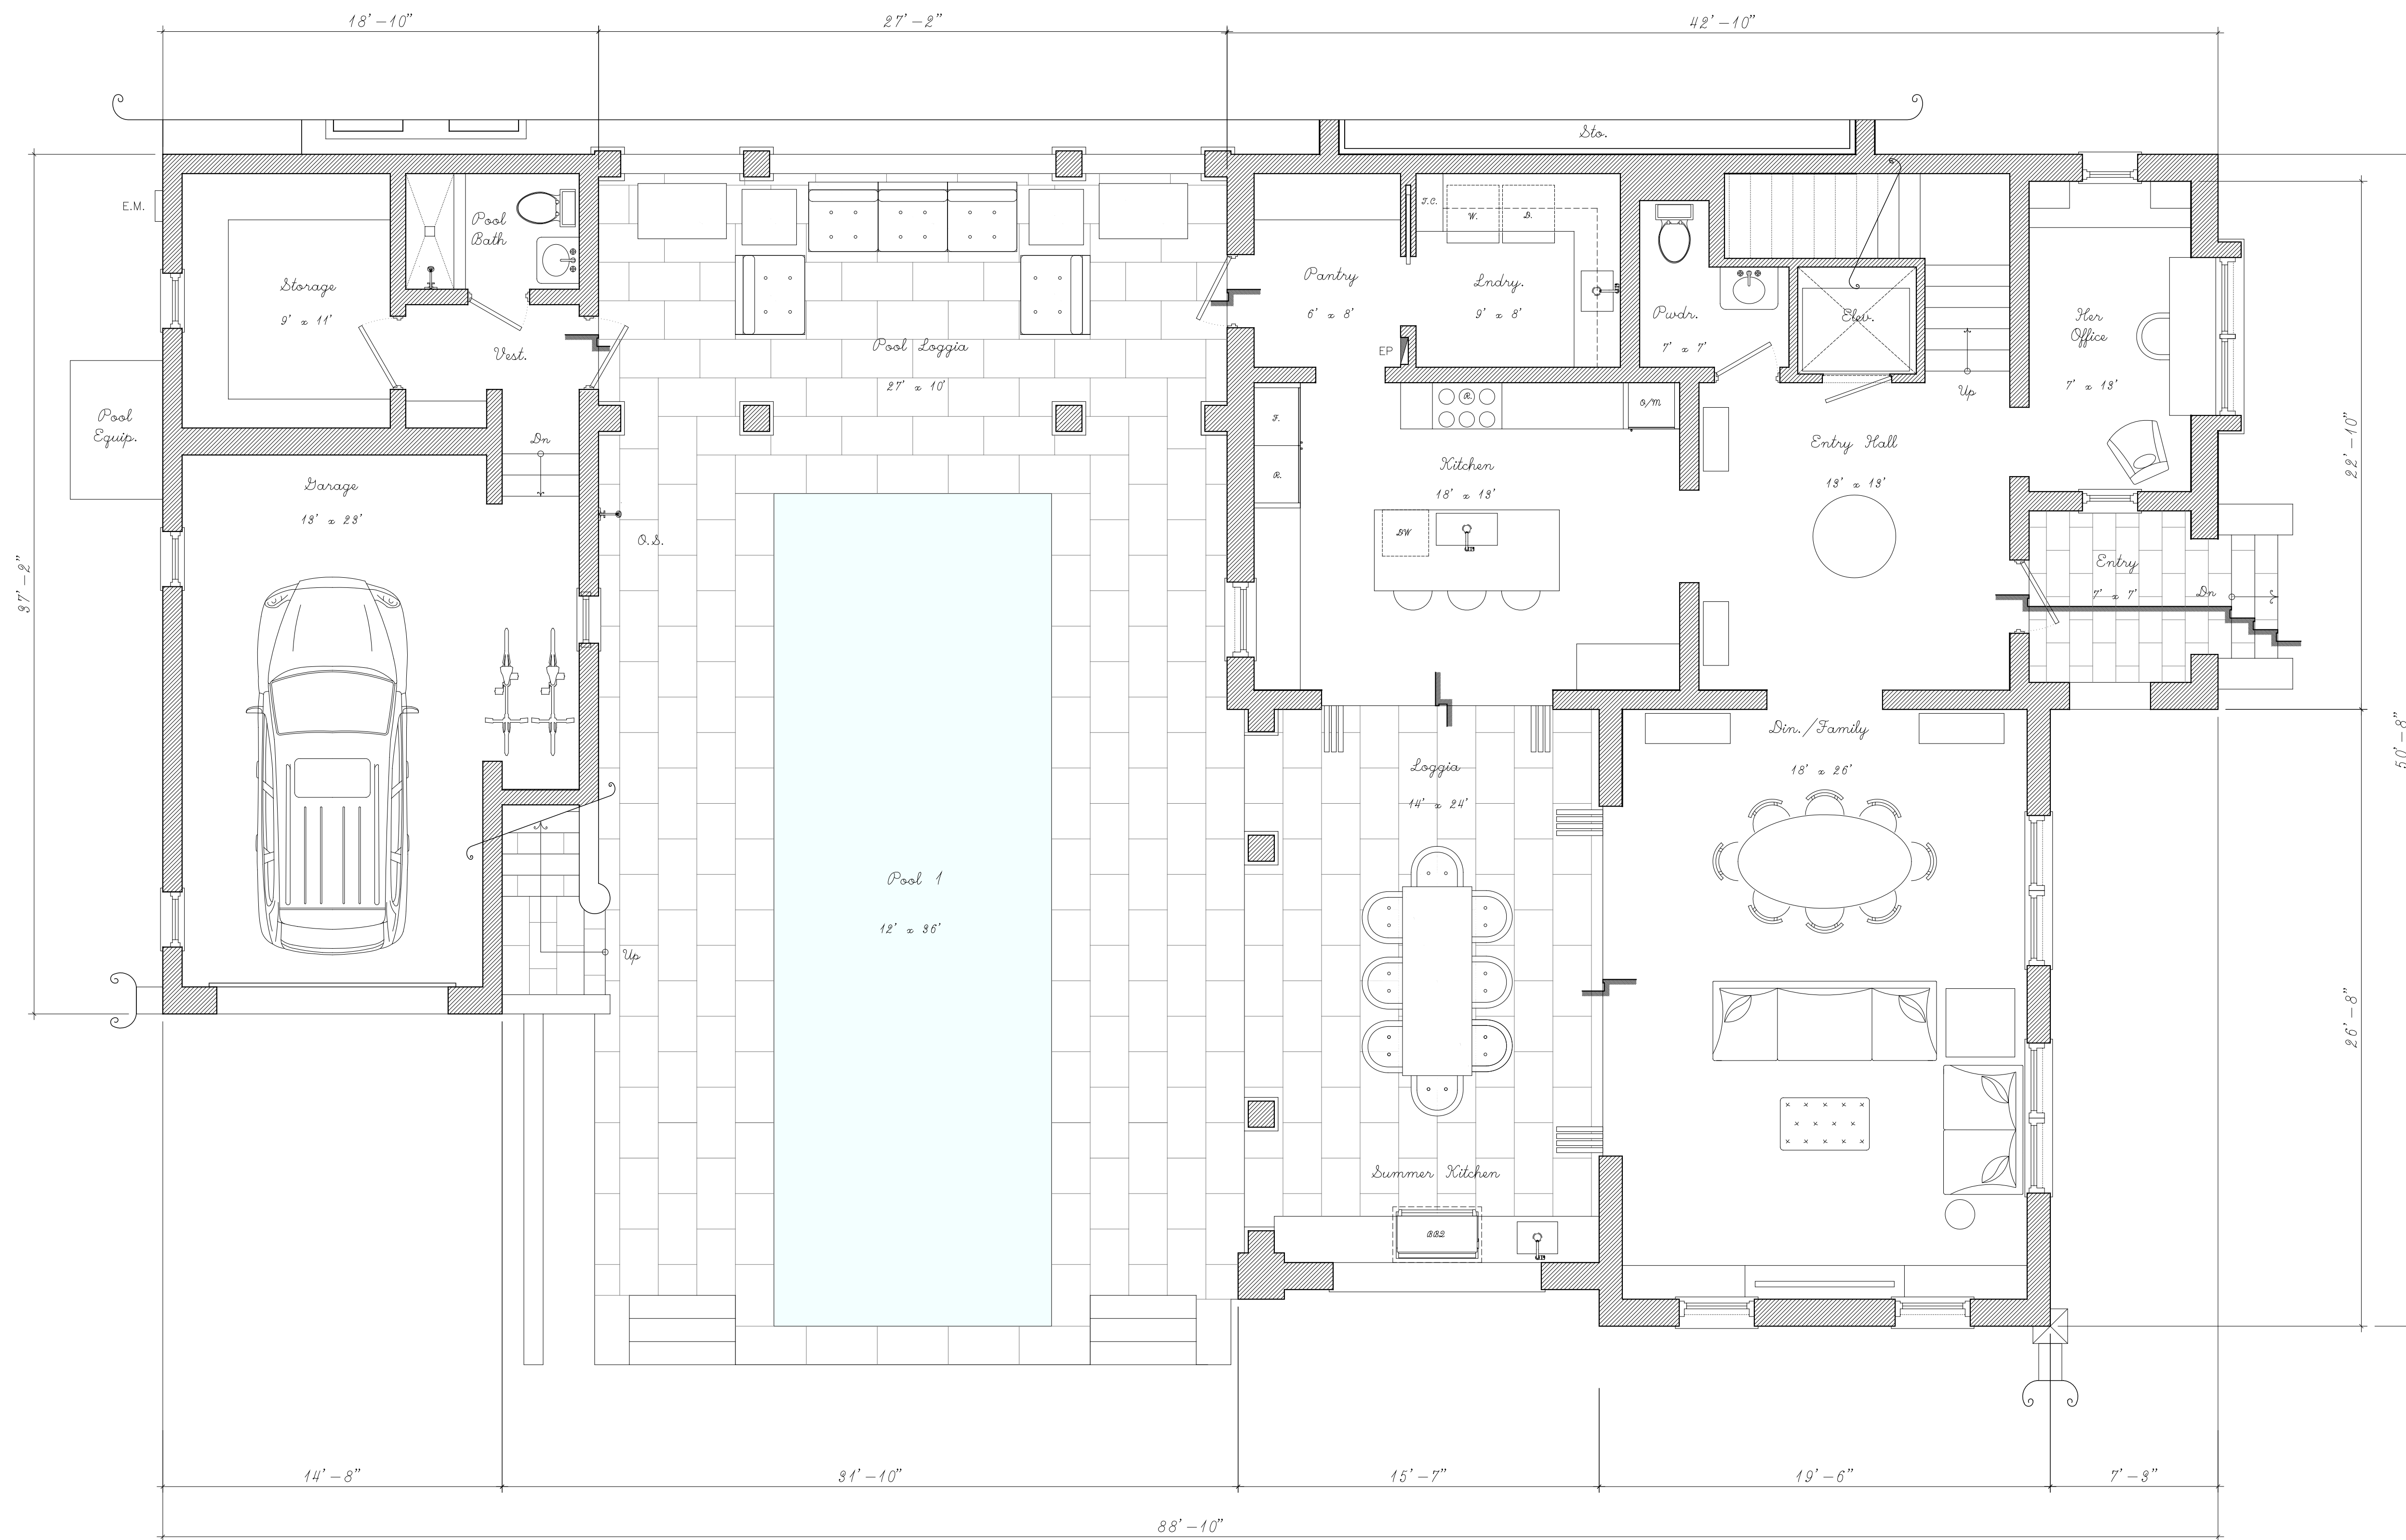 18'-10"
27'-2"
42'-10"
Sto.
E.M.
Pool
Bath
Storage
9' x 11'
Vest.
Pool Loggia
27' x 10'
Pantry
6' x 8'
T.C.
W.
D.
Lndry.
9' x 8'
Pwdr.
7' x 7'
Elev.
Up
Her
Office
7' x 13'
EP
Pool
Equip.
Dn
F.
R.
R.
O/M
Kitchen
18' x 13'
Entry Hall
13' x 13'
22'-10"
Garage
13' x 23'
O.S.
DW
Entry
7' x 7'
Dn
37'-2"
Loggia
14' x 24'
Din./Family
18' x 26'
50'-8"
Pool 1
12' x 36'
Up
26'-8"
Summer Kitchen
BBQ
14'-8"
31'-10"
15'-7"
19'-6"
7'-3"
88'-10"